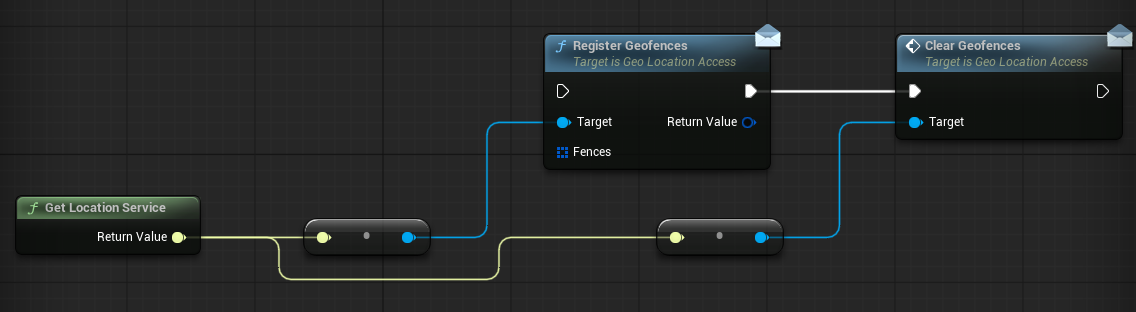 Register Geofences
Target is Geo Location Access
Target
Return Value
Fences
Clear Geofences
Target is Geo Location Access
Target
Get Location Service
Return Value